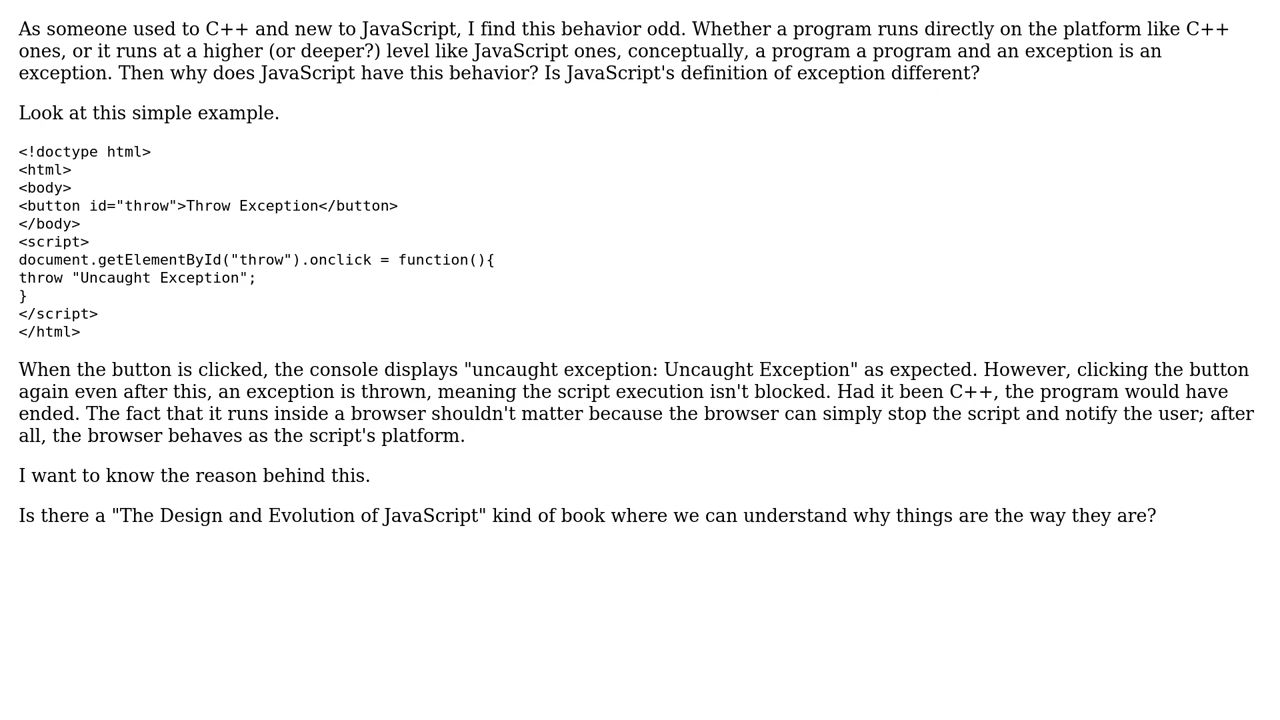 As someone used to C++ and new to JavaScript, I find this behavior odd. Whether a program runs directly on the platform like C++
ones, or it runs at a higher (or deeper?) level like JavaScript ones, conceptually, a program a program and an exception is an
exception. Then why does JavaScript have this behavior? Is JavaScript's definition of exception different?
Look at this simple example.
<!doctype html>
<html>
<body>
<button id="throw">Throw Exception</button>
</body>
<script>
document.getElementById("throw").onclick = function(){
throw "Uncaught Exception";
}
</script>
</html>
When the button is clicked, the console displays "uncaught exception: Uncaught Exception" as expected. However, clicking the button
again even after this, an exception is thrown, meaning the script execution isn't blocked. Had it been C++, the program would have
ended. The fact that it runs inside a browser shouldn't matter because the browser can simply stop the script and notify the user; after
all, the browser behaves as the script's platform.
I want to know the reason behind this.
Is there a "The Design and Evolution of JavaScript" kind of book where we can understand why things are the way they are?